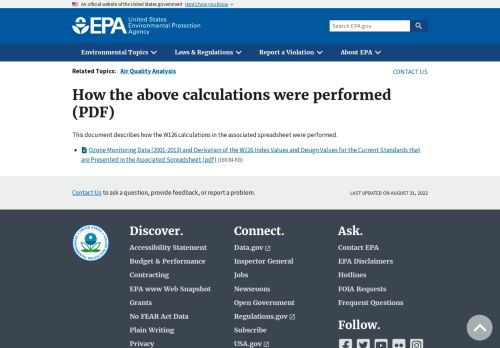 An official website of the United States government Here's how you know
EPA United States
Environmental Protection
Agency
Search EPA.gov
Environmental Topics Laws & Regulations Report a Violation About EPA
Related Topics: Air Quality Analysis
CONTACT US
How the above calculations were performed
(PDF)
This document describes how the W126 calculations in the associated spreadsheet were performed.
Ozone Monitoring Data (2001-2013) and Derivation of the W126 Index Values and Design Values for the Current Standards that
are Presented in the Associated Spreadsheet (pdf) (160.84 KB)
Contact Us to ask a question, provide feedback, or report a problem.
LAST UPDATED ON AUGUST 31, 2022
Discover.
Accessibility Statement
Budget & Performance
Contracting
EPA www Web Snapshot
Grants
No FEAR Act Data
Plain Writing
Privacy
Connect.
Data.gov
Inspector General
Jobs
Newsroom
Open Government
Regulations.gov
Subscribe
USA.gov
Ask.
Contact EPA
EPA Disclaimers
Hotlines
FOIA Requests
Frequent Questions
Follow.